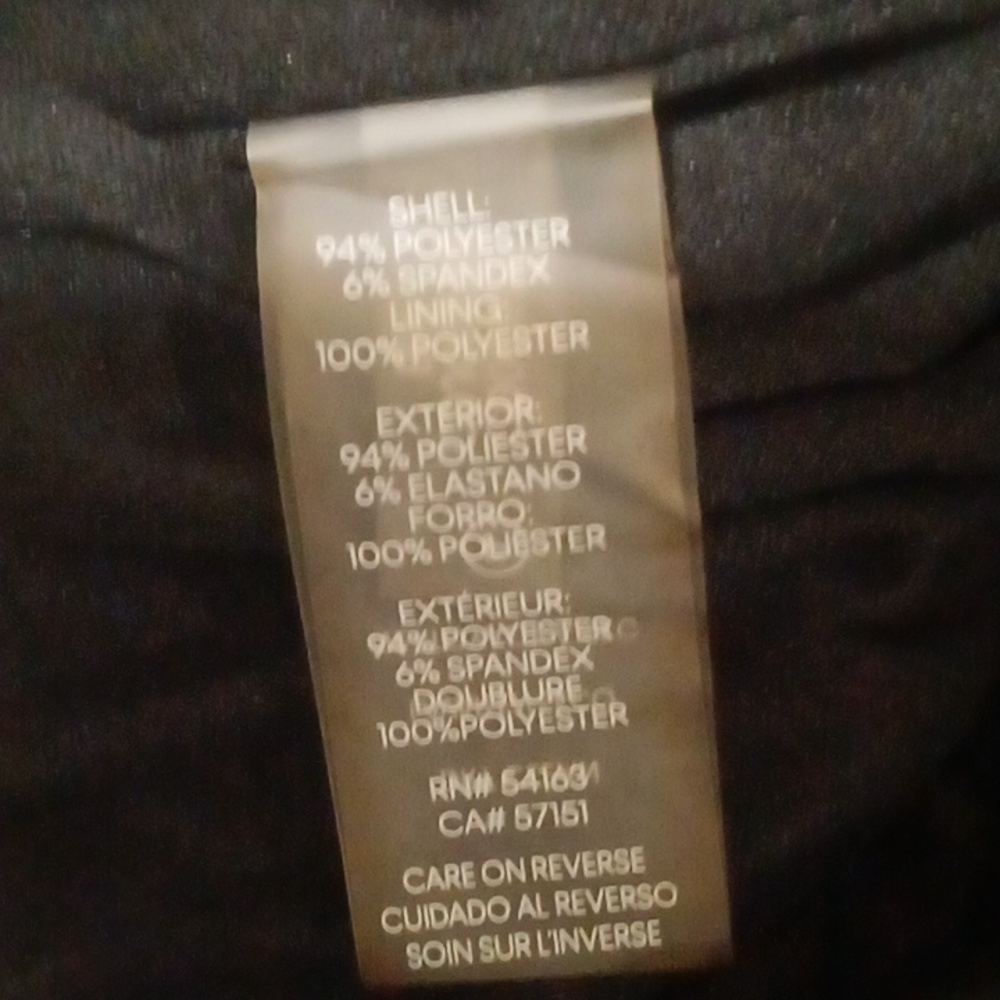 SHELL:
94% POLYESTER
6% SPANDEX
LINING:
100% POLYESTER
EXTERIOR:
94% POLIESTER
6% ELASTANO
FORRO:
100% POLIESTER
EXTÉRIEUR:
94% POLYESTER
6% SPANDEX
DOUBLURE
100%POLYESTER
RN# 54163
CA# 57151
CARE ON REVERSE
CUIDADO AL REVERSO
SOIN SUR L'INVERSE